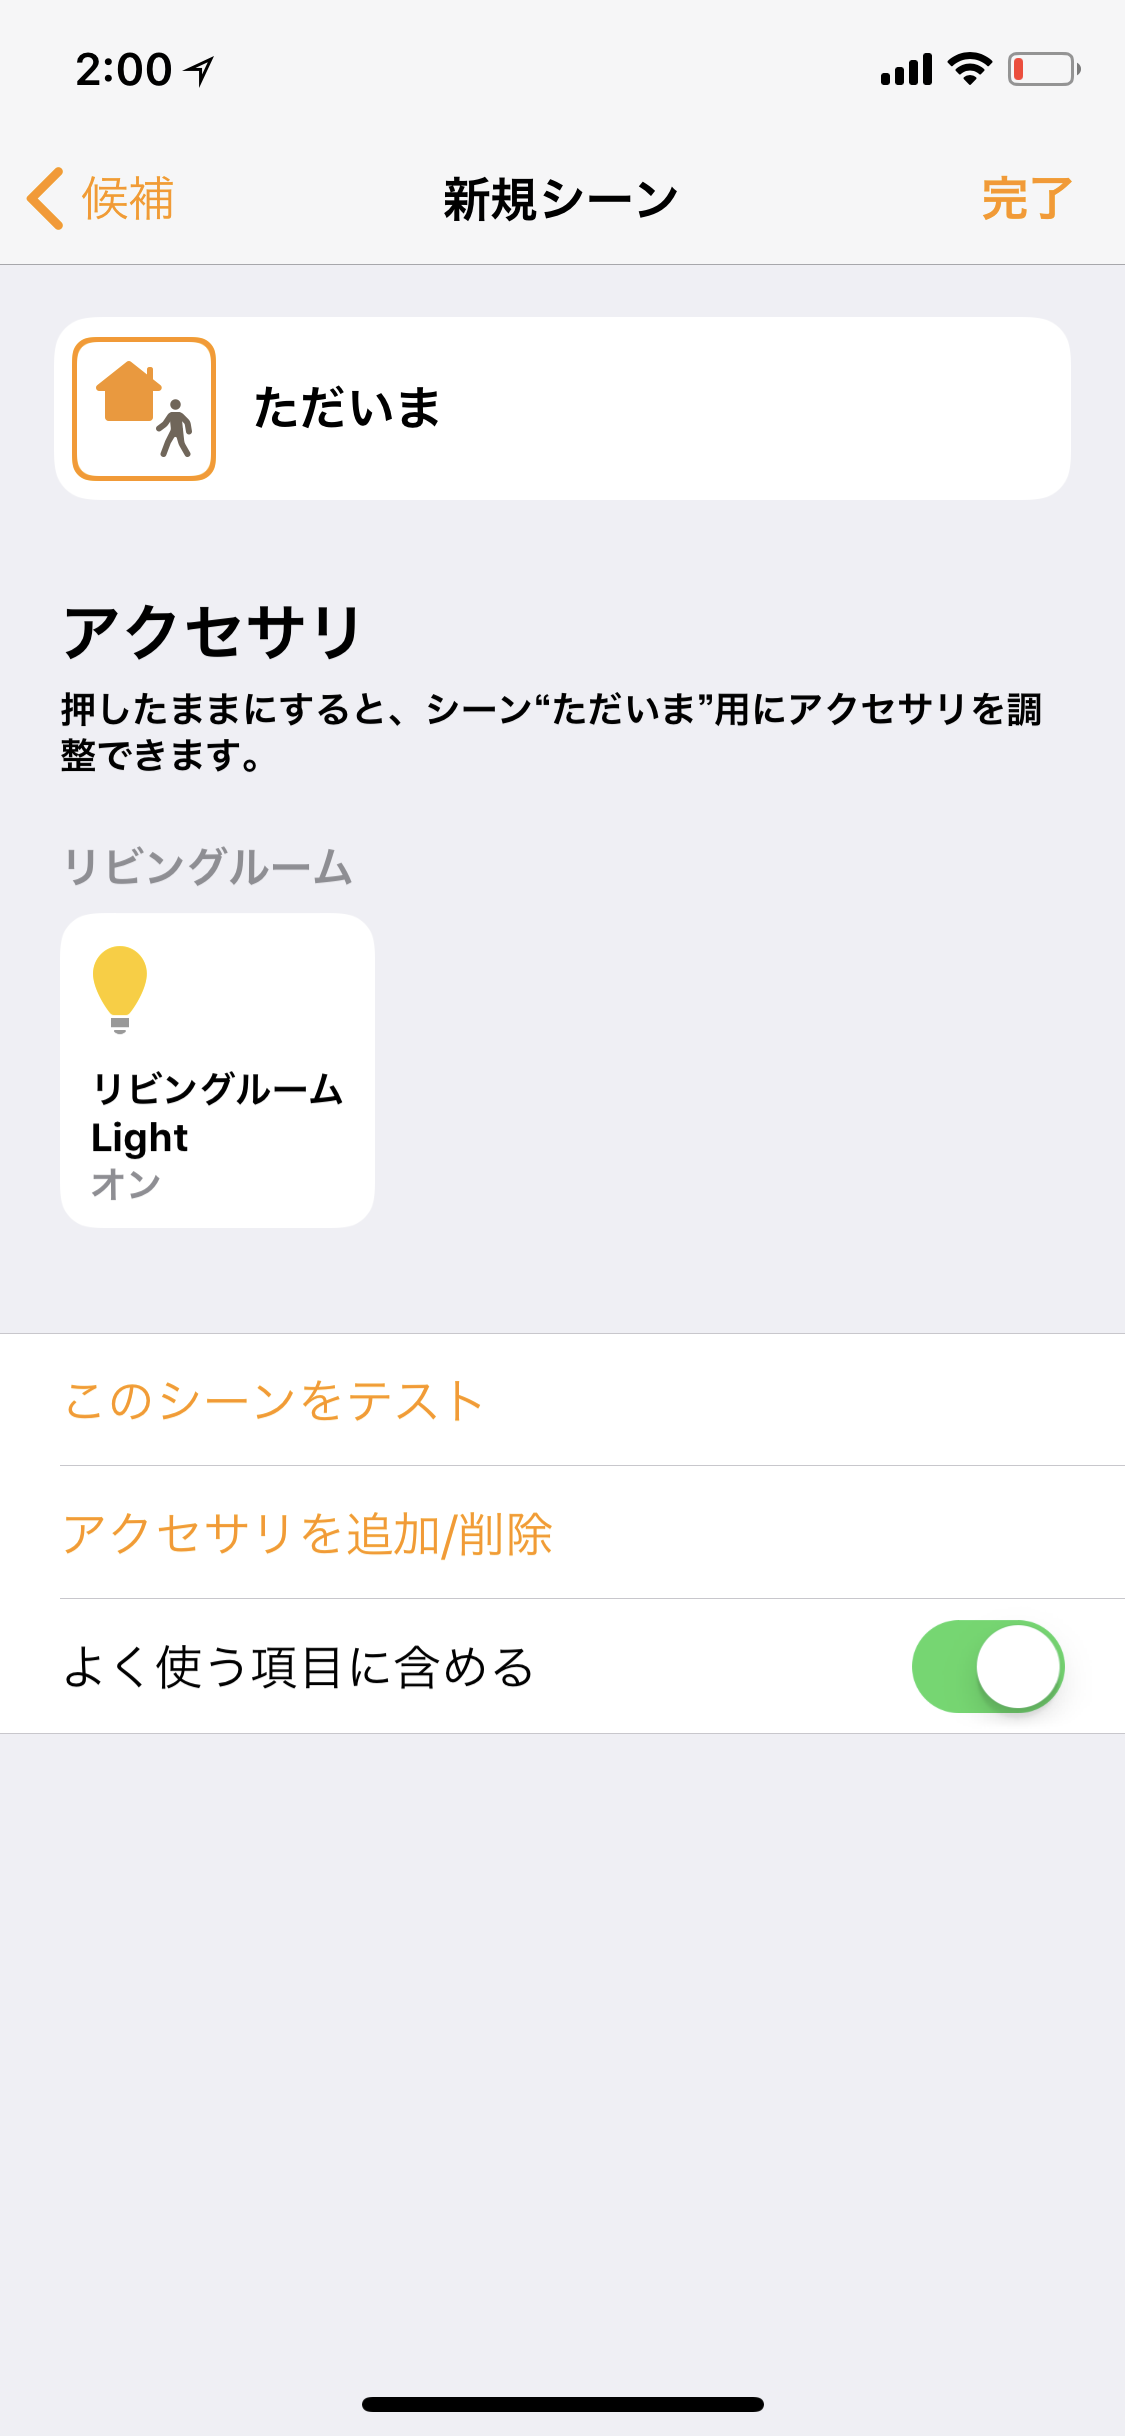 2:00
候補
新規シーン
完了
ただいま
アクセサリ
押したままにすると、シーン“ただいま”用にアクセサリを調
整できます。
リビングルーム
リビングルーム
Light
オン
このシーンをテスト
アクセサリを追加/削除
よく使う項目に含める